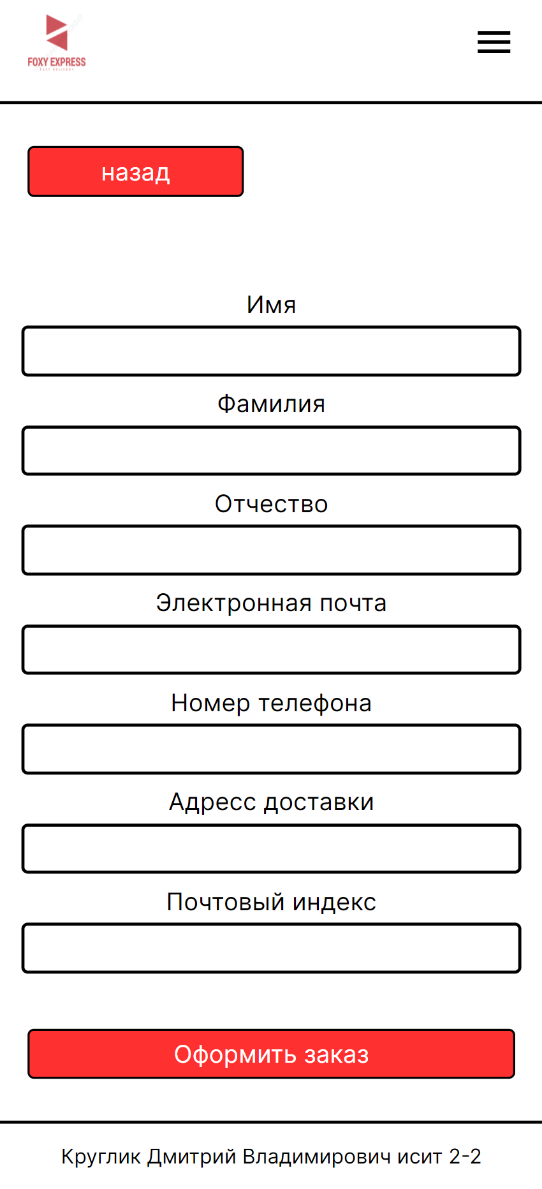 FOXY EXPRESS
назад
Имя
Фамилия
Отчество
Электронная почта
Номер телефона
Адресс доставки
Почтовый индекс
Оформить заказ
Круглик Дмитрий Владимирович исит 2-2